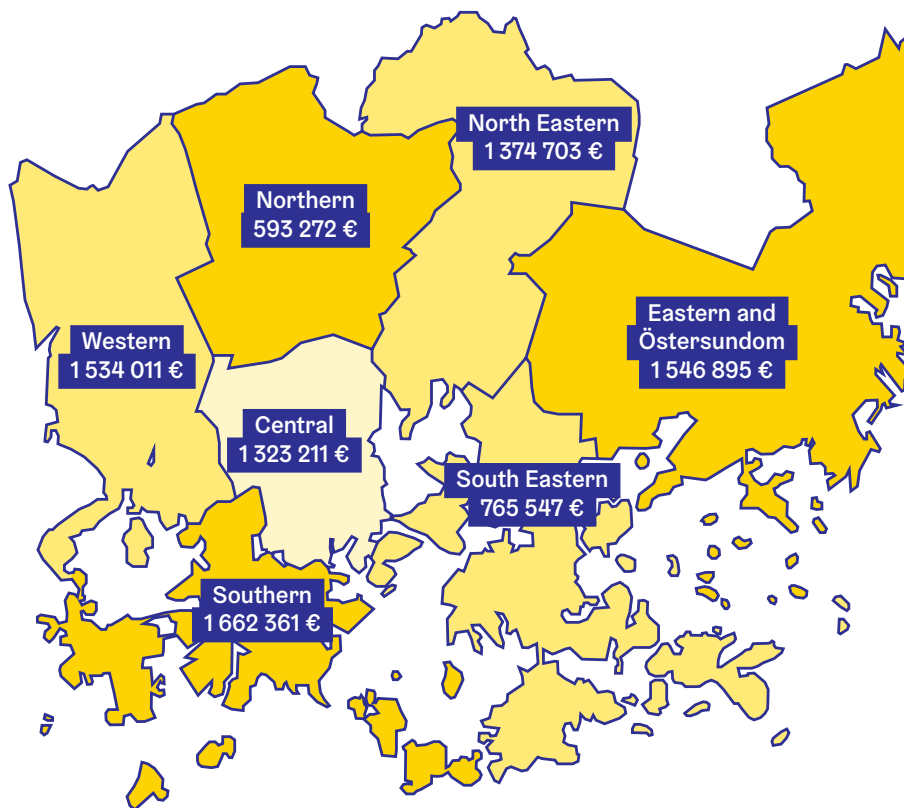 North Eastern
1 374 703 €
Northern
593 272 €
Eastern and
Östersundom
1 546 895 €
Western
1 534 011 €
Central
1 323 211 €
South Eastern
765 547 €
Southern
1 662 361 €